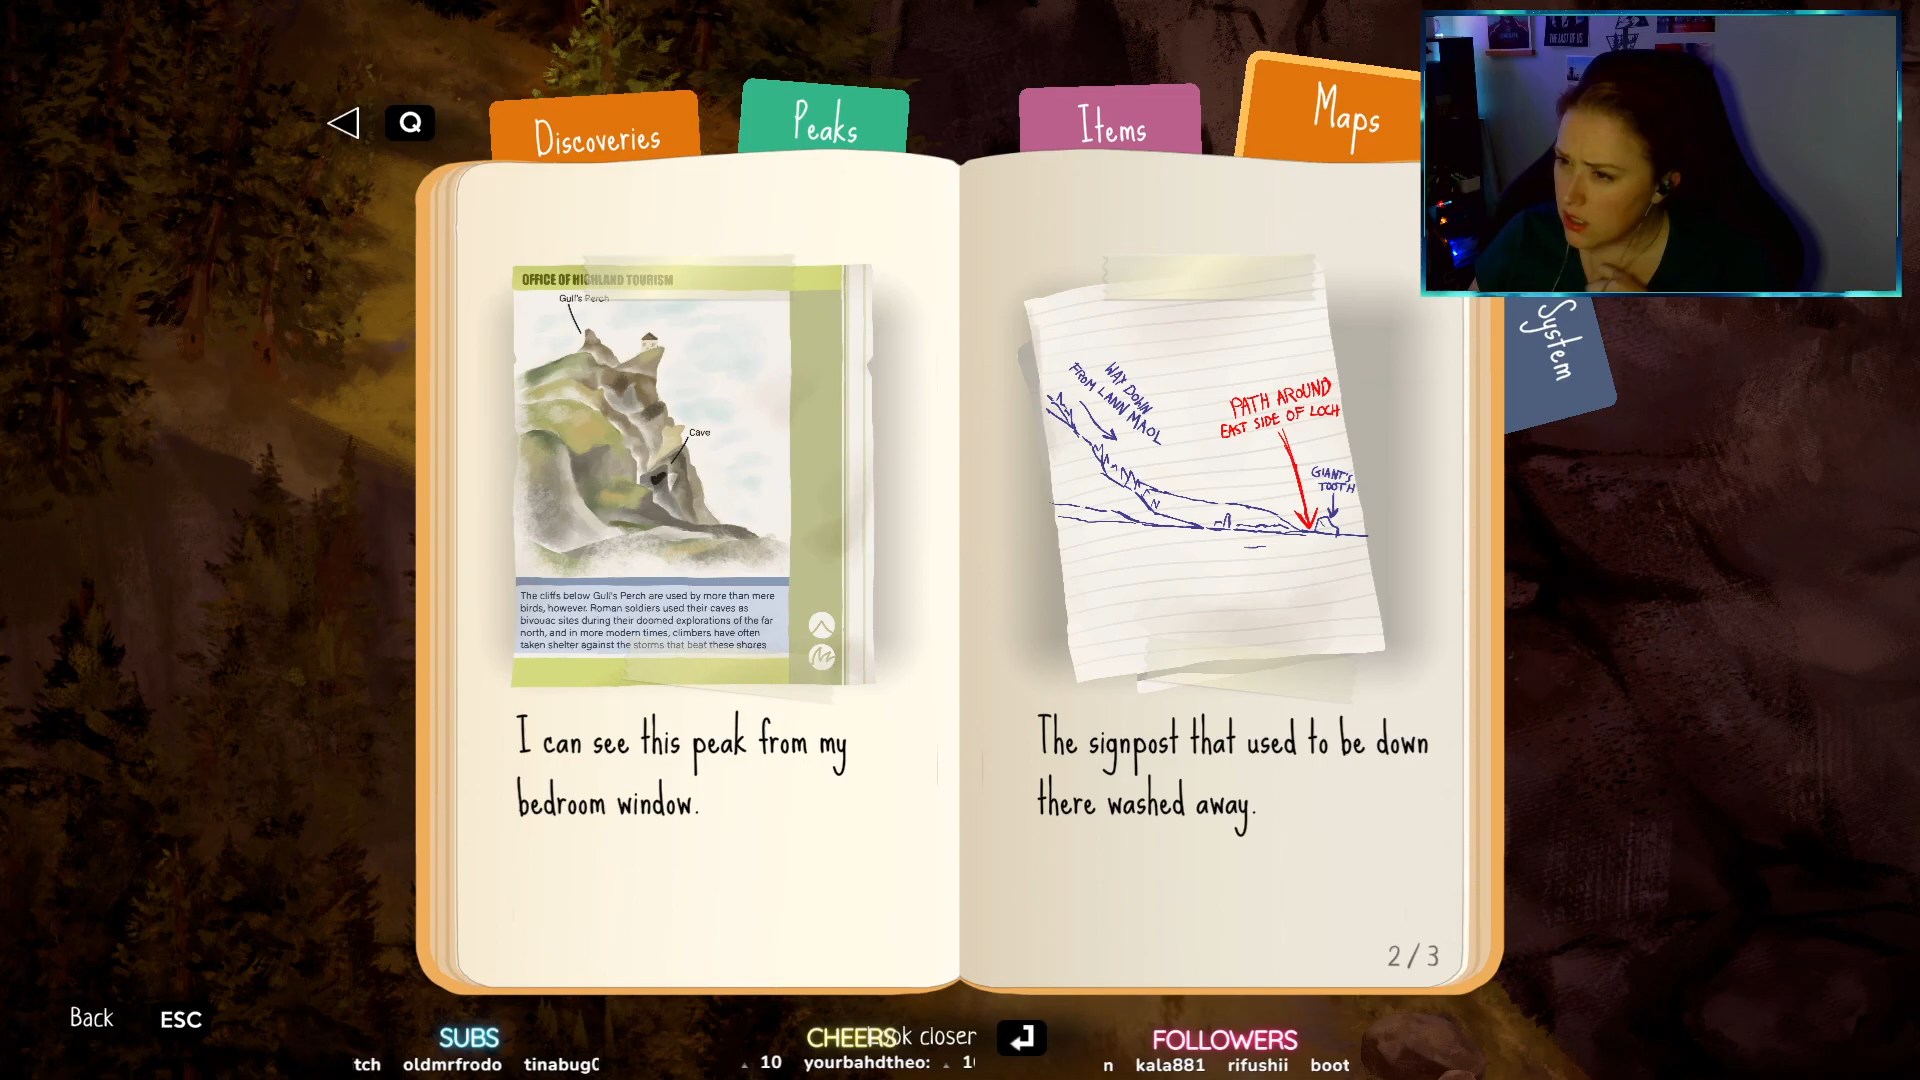 Q
Discoveries
Peaks
Items
Maps
System
THE LAST OF US
OFFICE OF HIGHLAND TOURISM
Gull's Perch
Cave
The cliffs below Gull's Perch are used by more than mere
birds, however. Roman soldiers used their caves as
bivouac sites during their doomed explorations of the far
north, and in more modern times, climbers have often
taken shelter against the storms that beat these shores
I can see this peak from my
bedroom window.
WAY DOWN
FROM LANN MAOL
PATH AROUND
EAST SIDE OF LOCH
GIANT'S
TOOTH
The signpost that used to be down
there washed away.
2/3
Back ESC
SUBS
tch oldmrfrodo
CHEERS
closer
10 yourbahdtheo:
FOLLOWERS
n kala881 rifushii boot